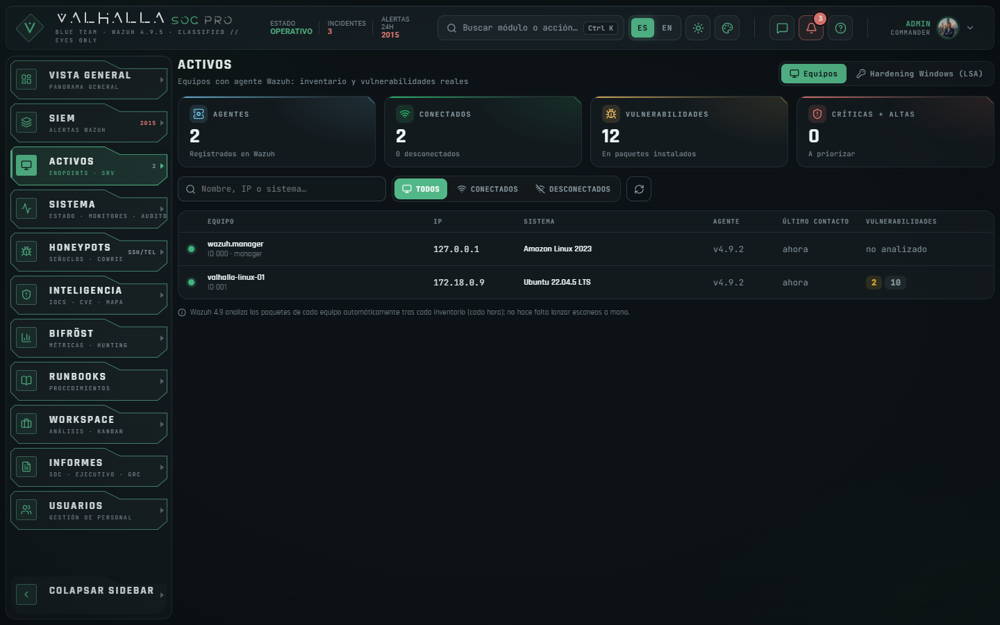 VALHALLA SOC PRO
BLUE TEAM · WAZUH 4.9.5 · CLASSIFIED //
EYES ONLY
ESTADO
OPERATIVO
INCIDENTES
3
ALERTAS
24H
2015
Buscar módulo o acción… Ctrl K
ES EN
3
ADMIN
COMMANDER
VISTA GENERAL
PANORAMA GENERAL
SIEM
ALERTAS WAZUH
2015
ACTIVOS
ENDPOINTS · SRV
2
SISTEMA
ESTADO · MONITORES · AUDITO
HONEYPOTS
SEÑUELOS · COWRIE
SSH/TEL
INTELIGENCIA
IOCS · CVE · MAPA
BIFRÖST
MÉTRICAS · HUNTING
RUNBOOKS
PROCEDIMIENTOS
WORKSPACE
ANÁLISIS · KANBAN
INFORMES
SOC · EJECUTIVO · GRC
USUARIOS
GESTIÓN DE PERSONAL
COLAPSAR SIDEBAR
ACTIVOS
Equipos con agente Wazuh: inventario y vulnerabilidades reales
Equipos Hardening Windows (LSA)
AGENTES
2
Registrados en Wazuh
CONECTADOS
2
0 desconectados
VULNERABILIDADES
12
En paquetes instalados
CRÍTICAS + ALTAS
0
A priorizar
Nombre, IP o sistema…
TODOS CONECTADOS DESCONECTADOS
EQUIPO IP SISTEMA AGENTE ÚLTIMO CONTACTO VULNERABILIDADES
wazuh.manager
ID 000 · manager
127.0.0.1 Amazon Linux 2023 v4.9.2 ahora no analizado
valhalla-linux-01
ID 001
172.18.0.9 Ubuntu 22.04.5 LTS v4.9.2 ahora 2 10
Wazuh 4.9 analiza los paquetes de cada equipo automáticamente tras cada inventario (cada hora); no hace falta lanzar escaneos a mano.